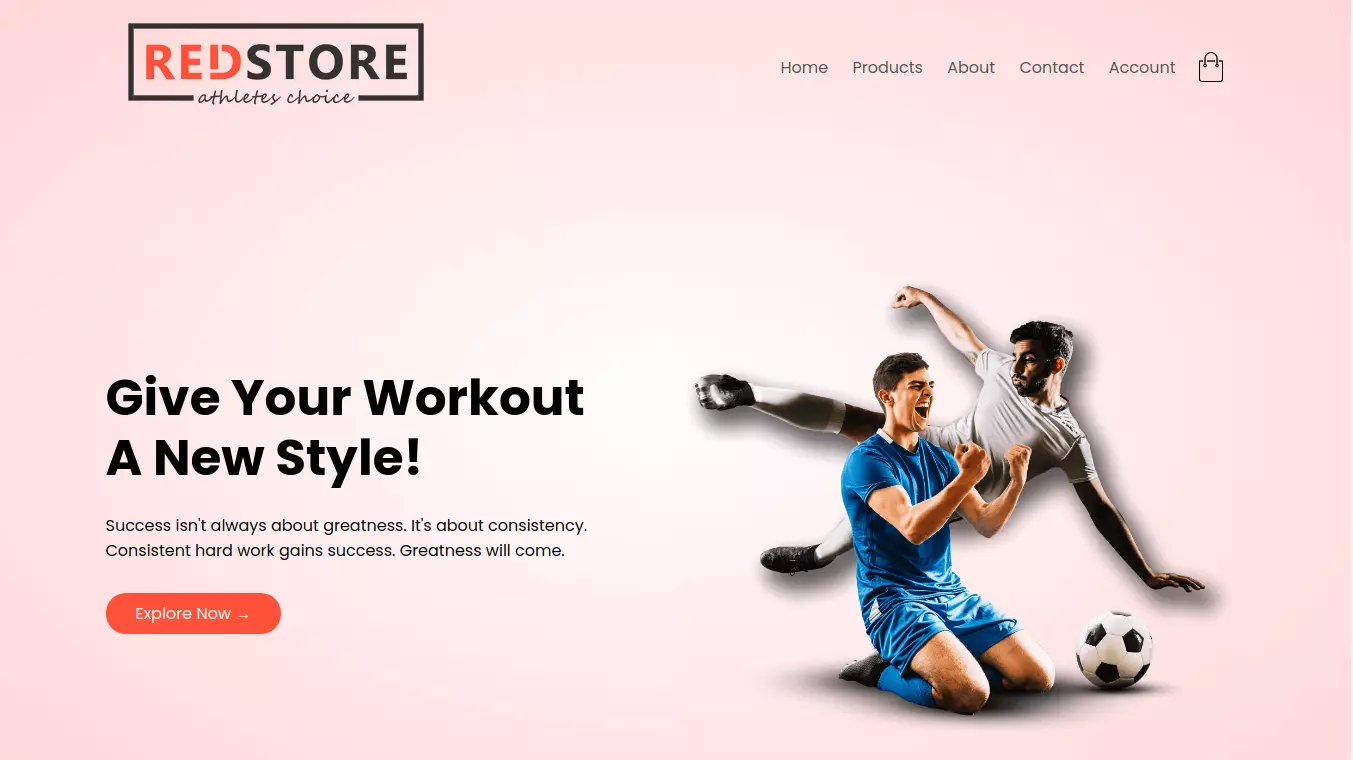 REDSTORE
athletes choice
Home Products About Contact Account
Give Your Workout
A New Style!
Success isn't always about greatness. It's about consistency.
Consistent hard work gains success. Greatness will come.
Explore Now →